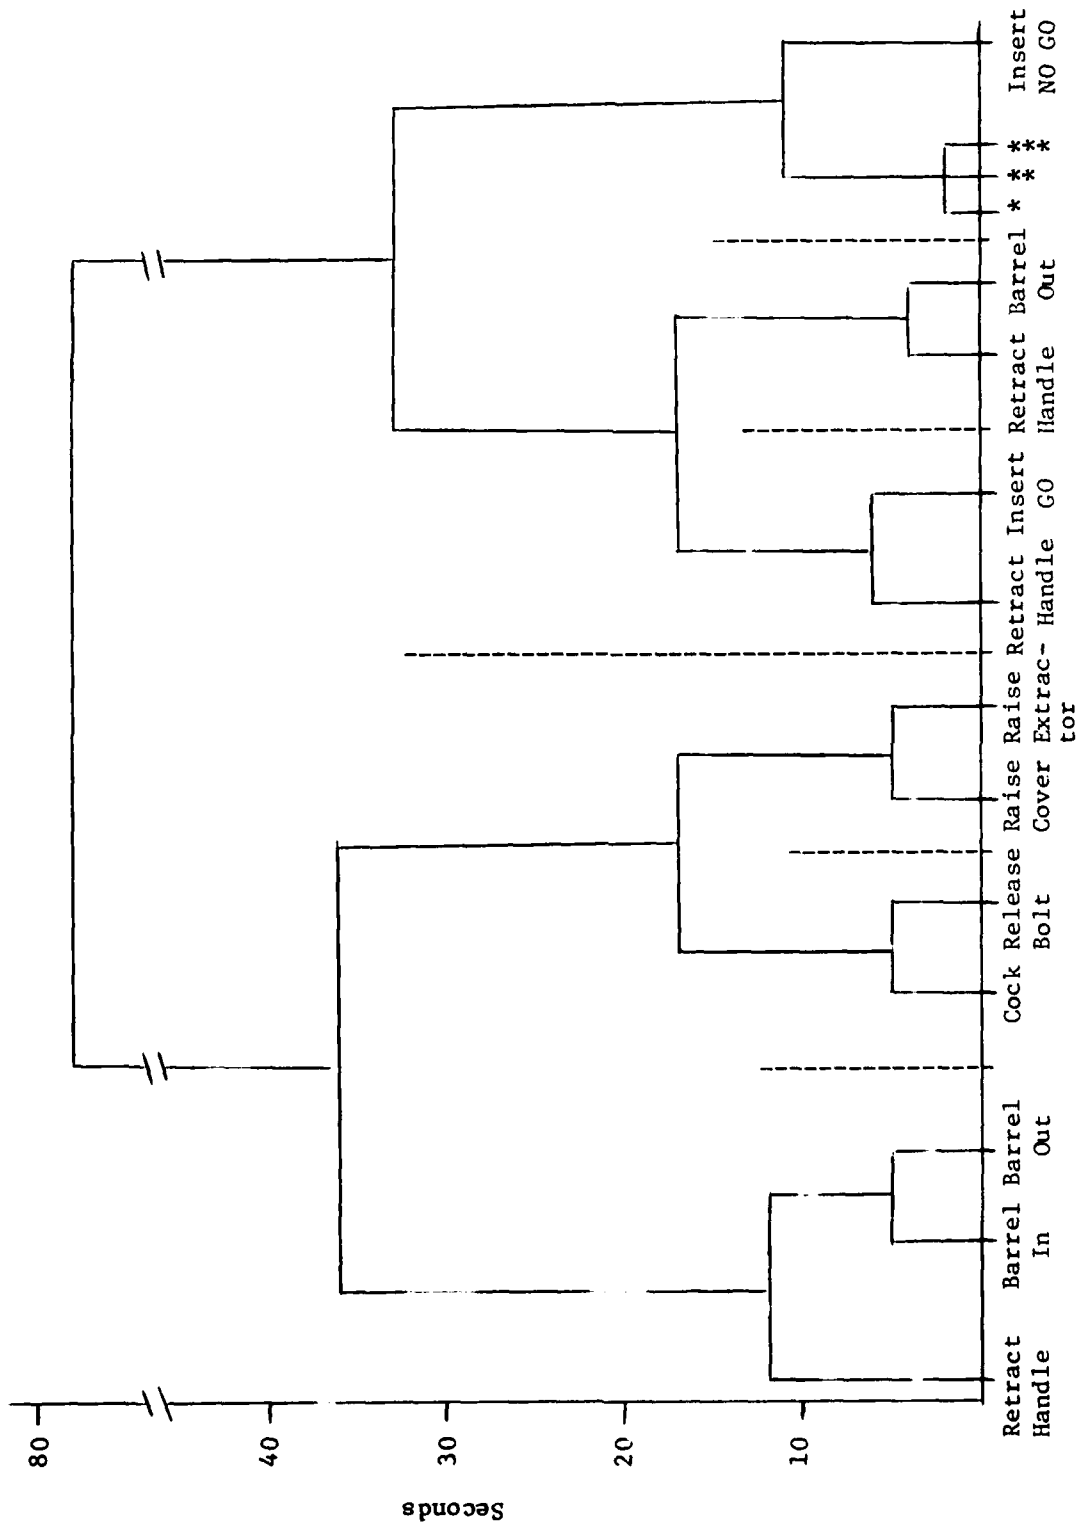 Seconds
80
40
30
20
10
Retract Barrel Barrel Cock Release Raise Raise Retract Insert Retract Barrel * * * Insert
* *
Handle In Out Bolt Cover Extrac- Handle GO Handle Out * NO GO
tor